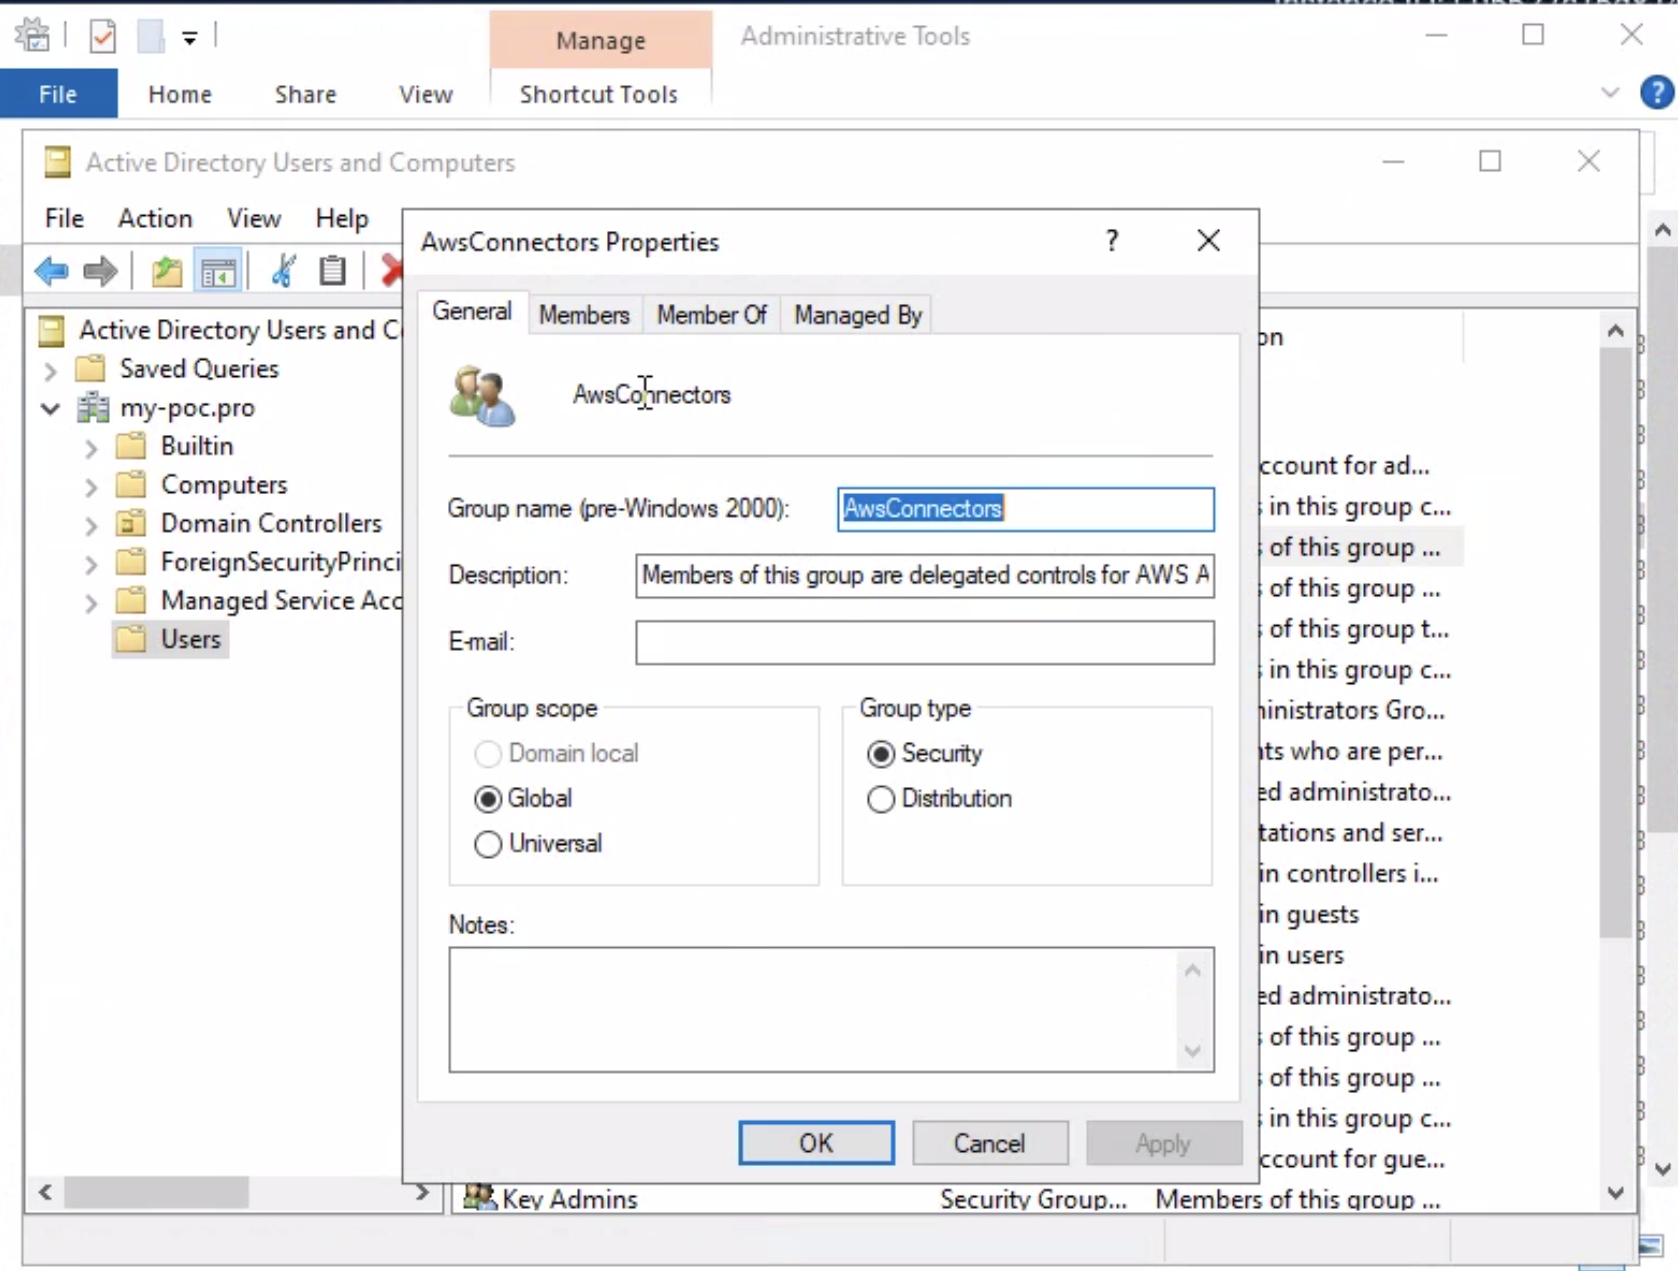 Manage
Administrative Tools
File
Home
Share
View
Shortcut Tools
?
Active Directory Users and Computers
File
Action
View
Help
AwsConnectors Properties
?
General
Members
Member Of
Managed By
Active Directory Users and C
Saved Queries
my-poc.pro
Builtin
Computers
Domain Controllers
ForeignSecurityPrinci
Managed Service Acc
Users
AwsConnectors
Group name (pre-Windows 2000):
AwsConnectors
Description:
Members of this group are delegated controls for AWS A
E-mail:
Group scope
Domain local
Global
Universal
Group type
Security
Distribution
Notes:
OK
Cancel
Apply
on
ccount for ad...
in this group c...
of this group ...
of this group ...
of this group t...
in this group c...
inistrators Gro...
ts who are per...
ed administrato...
tations and ser...
in controllers i...
in guests
in users
ed administrato...
of this group ...
of this group ...
in this group c...
ccount for gue...
Key Admins
Security Group...
Members of this group ...